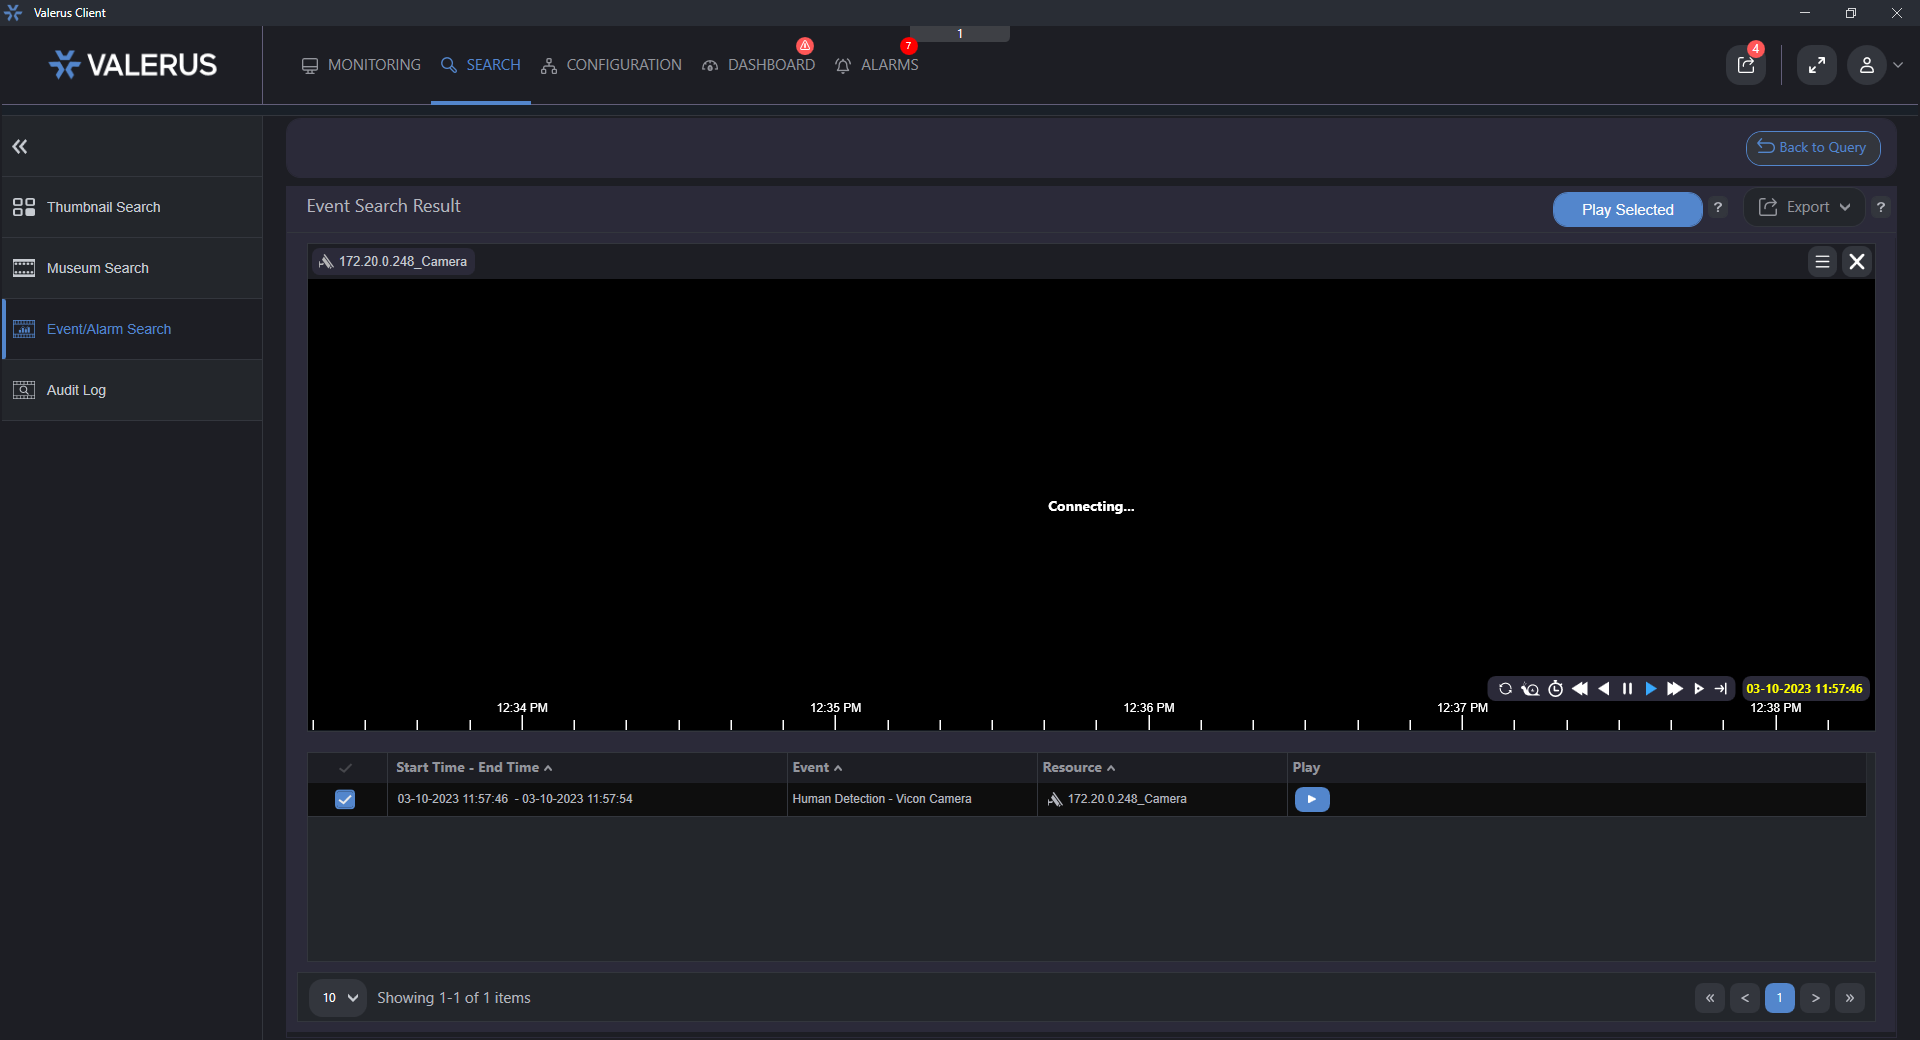 Valerus Client
1
VALERUS
MONITORING
SEARCH
CONFIGURATION
DASHBOARD
ALARMS
7
4
Back to Query
Thumbnail Search
Museum Search
Event/Alarm Search
Audit Log
Event Search Result
Play Selected
?
Export
?
172.20.0.248_Camera
Connecting...
03-10-2023 11:57:46
12:34 PM
12:35 PM
12:36 PM
12:37 PM
12:38 PM
Start Time - End Time
Event
Resource
Play
03-10-2023 11:57:46 - 03-10-2023 11:57:54
Human Detection - Vicon Camera
172.20.0.248_Camera
10
Showing 1-1 of 1 items
« < 1 > »